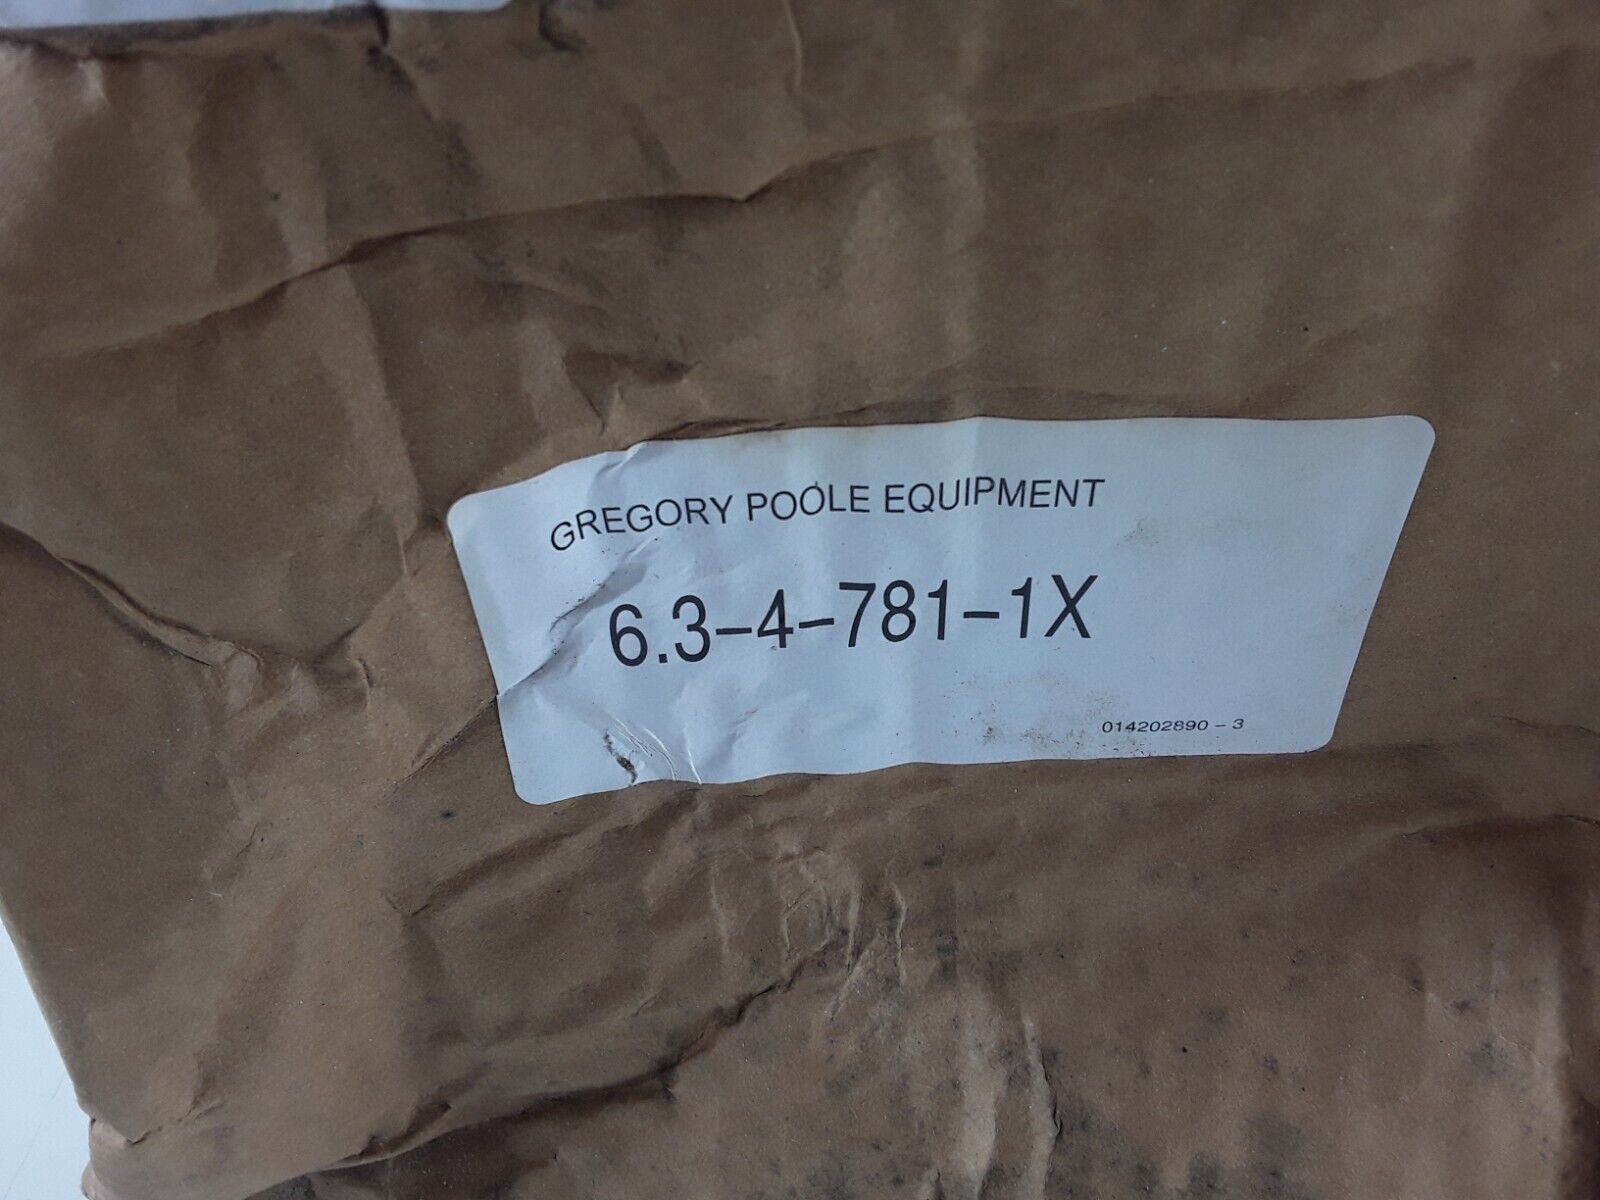 GREGORY POOLE EQUIPMENT
6.3-4-781-1X
014202890 - 3